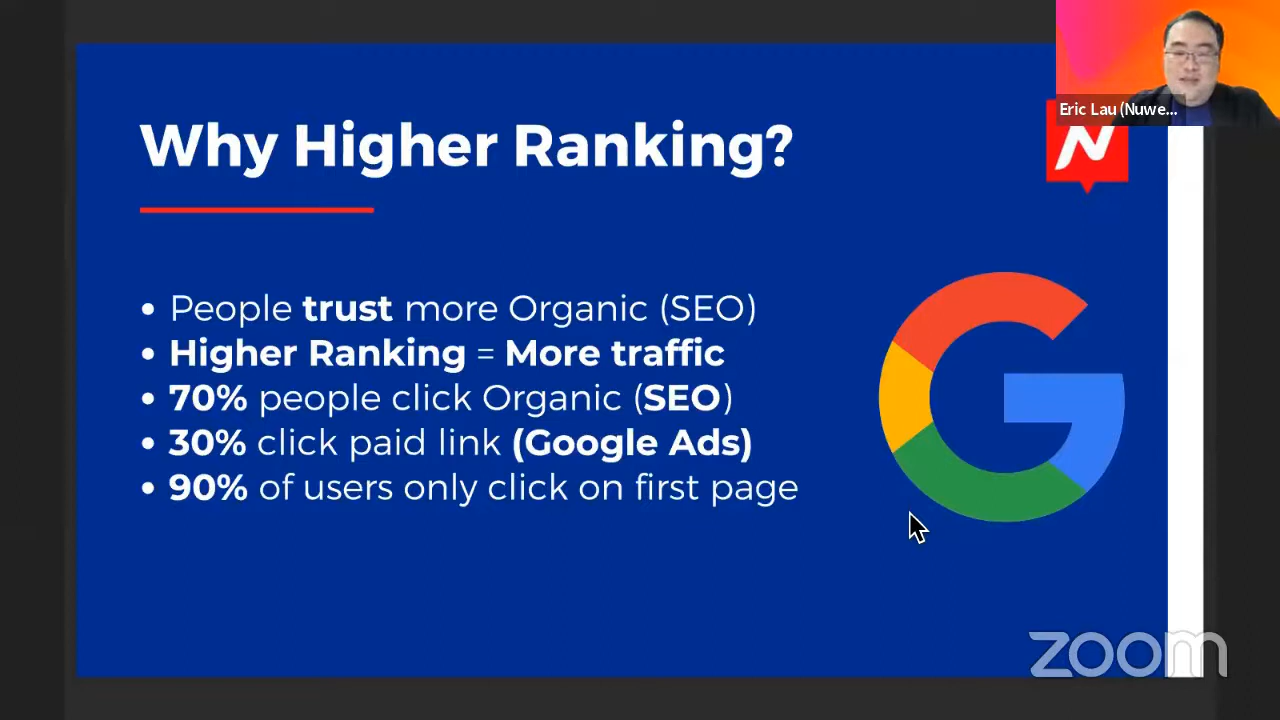 Why Higher Ranking?
Eric Lau (Nuwe...
N
• People trust more Organic (SEO)
• Higher Ranking = More traffic
• 70% people click Organic (SEO)
• 30% click paid link (Google Ads)
• 90% of users only click on first page
G
zoom